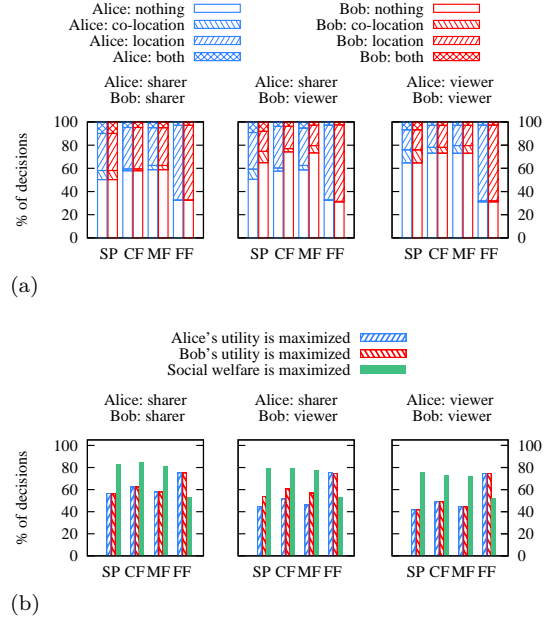 Alice: nothing Bob: nothing
Alice: co-location Bob: co-location
Alice: location Bob: location
Alice: both Bob: both
Alice: sharer Alice: sharer Alice: viewer
Bob: sharer Bob: viewer Bob: viewer
% of decisions
100 100
80 80
60 60
40 40
20 20
0 0
SP CF MF FF SP CF MF FF SP CF MF FF
(a)
Alice's utility is maximized
Bob's utility is maximized
Social welfare is maximized
Alice: sharer Alice: sharer Alice: viewer
Bob: sharer Bob: viewer Bob: viewer
% of decisions
100 100
80 80
60 60
40 40
20 20
0 0
SP CF MF FF SP CF MF FF SP CF MF FF
(b)